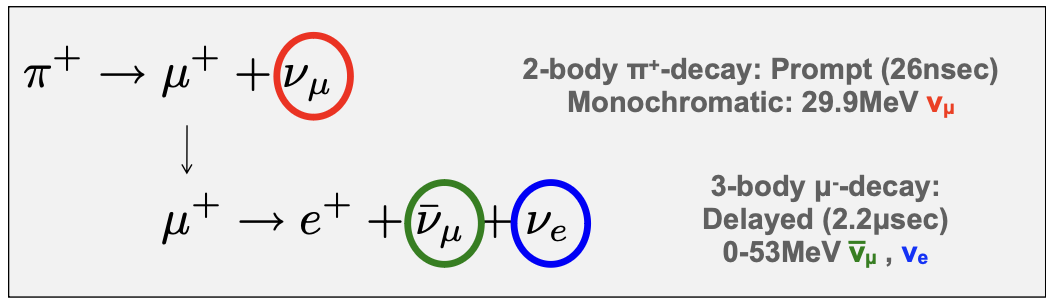 π⁺ → μ⁺ + ν_μ
2-body π⁺-decay: Prompt (26nsec)
Monochromatic: 29.9MeV ν_μ
↓
μ⁺ → e⁺ + ν̄_μ + ν_e
3-body μ⁻-decay:
Delayed (2.2μsec)
0-53MeV ν̄_μ , ν_e